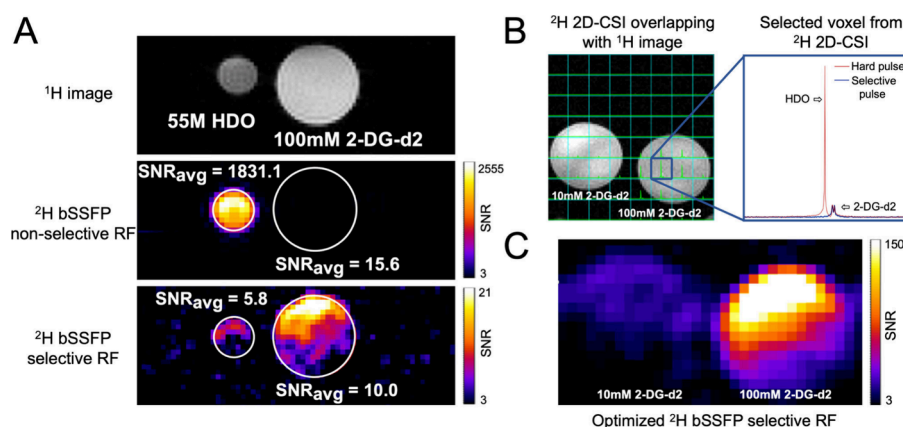 A
¹H image
55M HDO
100mM 2-DG-d2
²H bSSFP
non-selective RF
SNRavg = 1831.1
SNRavg = 15.6
2555
SNR
3
²H bSSFP
selective RF
SNRavg = 5.8
SNRavg = 10.0
21
SNR
3
B
²H 2D-CSI overlapping
with ¹H image
10mM 2-DG-d2
100mM 2-DG-d2
Selected voxel from
²H 2D-CSI
Hard pulse
Selective
pulse
HDO⇨
⇦2-DG-d2
C
10mM 2-DG-d2
100mM 2-DG-d2
150
SNR
3
Optimized ²H bSSFP selective RF